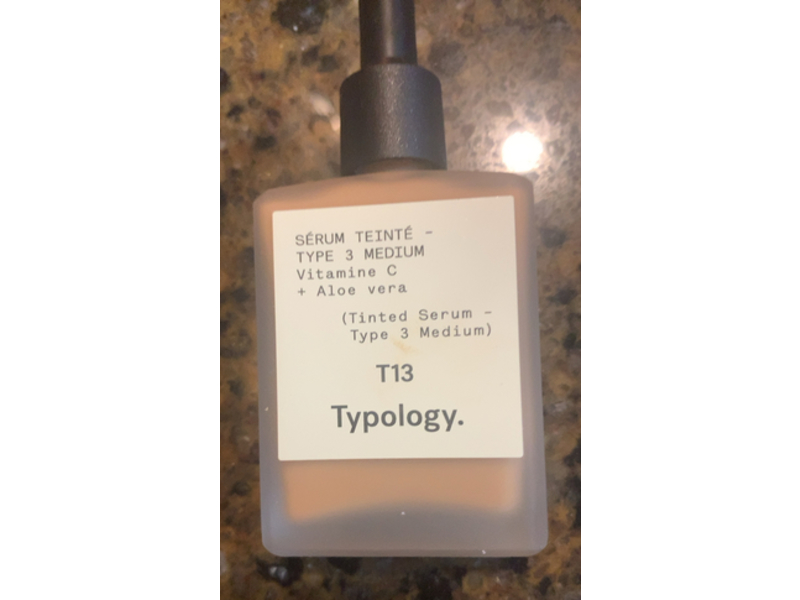 SÉRUM TEINTÉ –
TYPE 3 MEDIUM
Vitamine C
+ Aloe vera
(Tinted Serum –
Type 3 Medium)
T13
Typology.